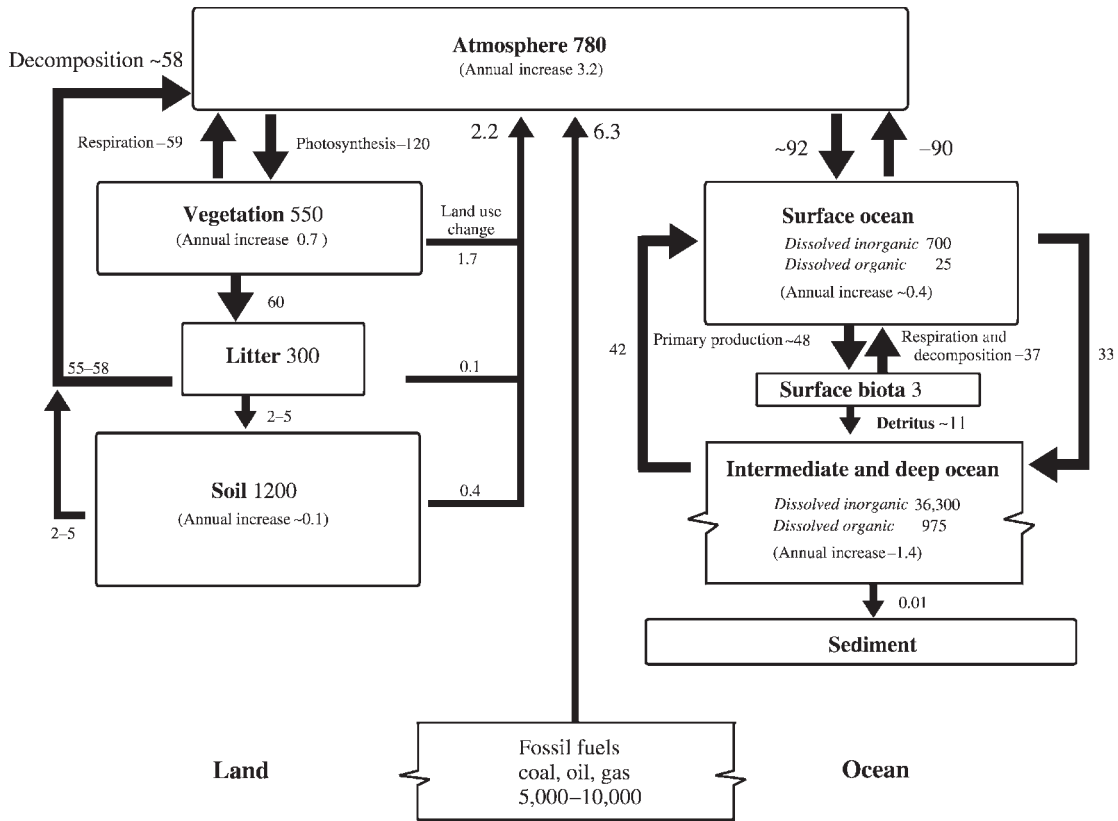 Atmosphere 780
(Annual increase 3.2)
Decomposition ~58
Respiration–59
Photosynthesis–120
2.2
6.3
~92
–90
Vegetation 550
(Annual increase 0.7 )
Land use
change
1.7
60
Litter 300
55–58
0.1
2–5
Soil 1200
(Annual increase ~0.1)
0.4
2–5
Surface ocean
Dissolved inorganic 700
Dissolved organic 25
(Annual increase ~0.4)
42
Primary production~48
Respiration and
decomposition–37
33
Surface biota 3
Detritus ~11
Intermediate and deep ocean
Dissolved inorganic 36,300
Dissolved organic 975
(Annual increase–1.4)
0.01
Sediment
Land
Fossil fuels
coal, oil, gas
5,000–10,000
Ocean